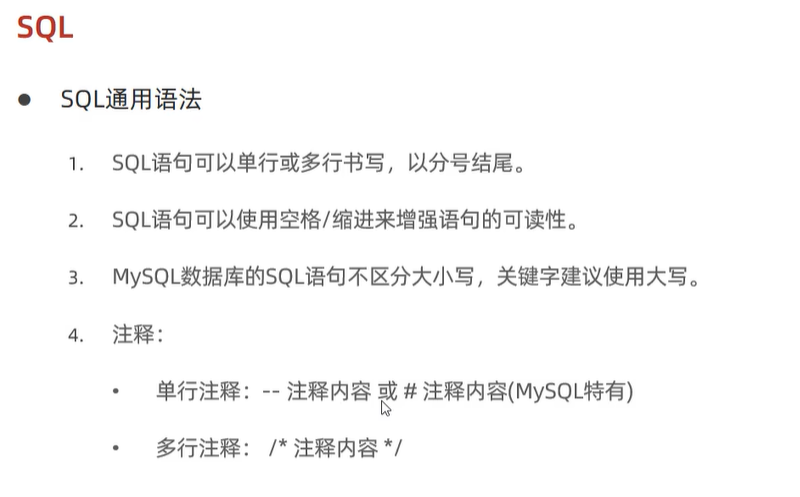 SQL
● SQL通用语法
1. SQL语句可以单行或多行书写，以分号结尾。
2. SQL语句可以使用空格/缩进来增强语句的可读性。
3. MySQL数据库的SQL语句不区分大小写，关键字建议使用大写。
4. 注释：
• 单行注释：-- 注释内容 或 # 注释内容(MySQL特有)
• 多行注释： /* 注释内容 */